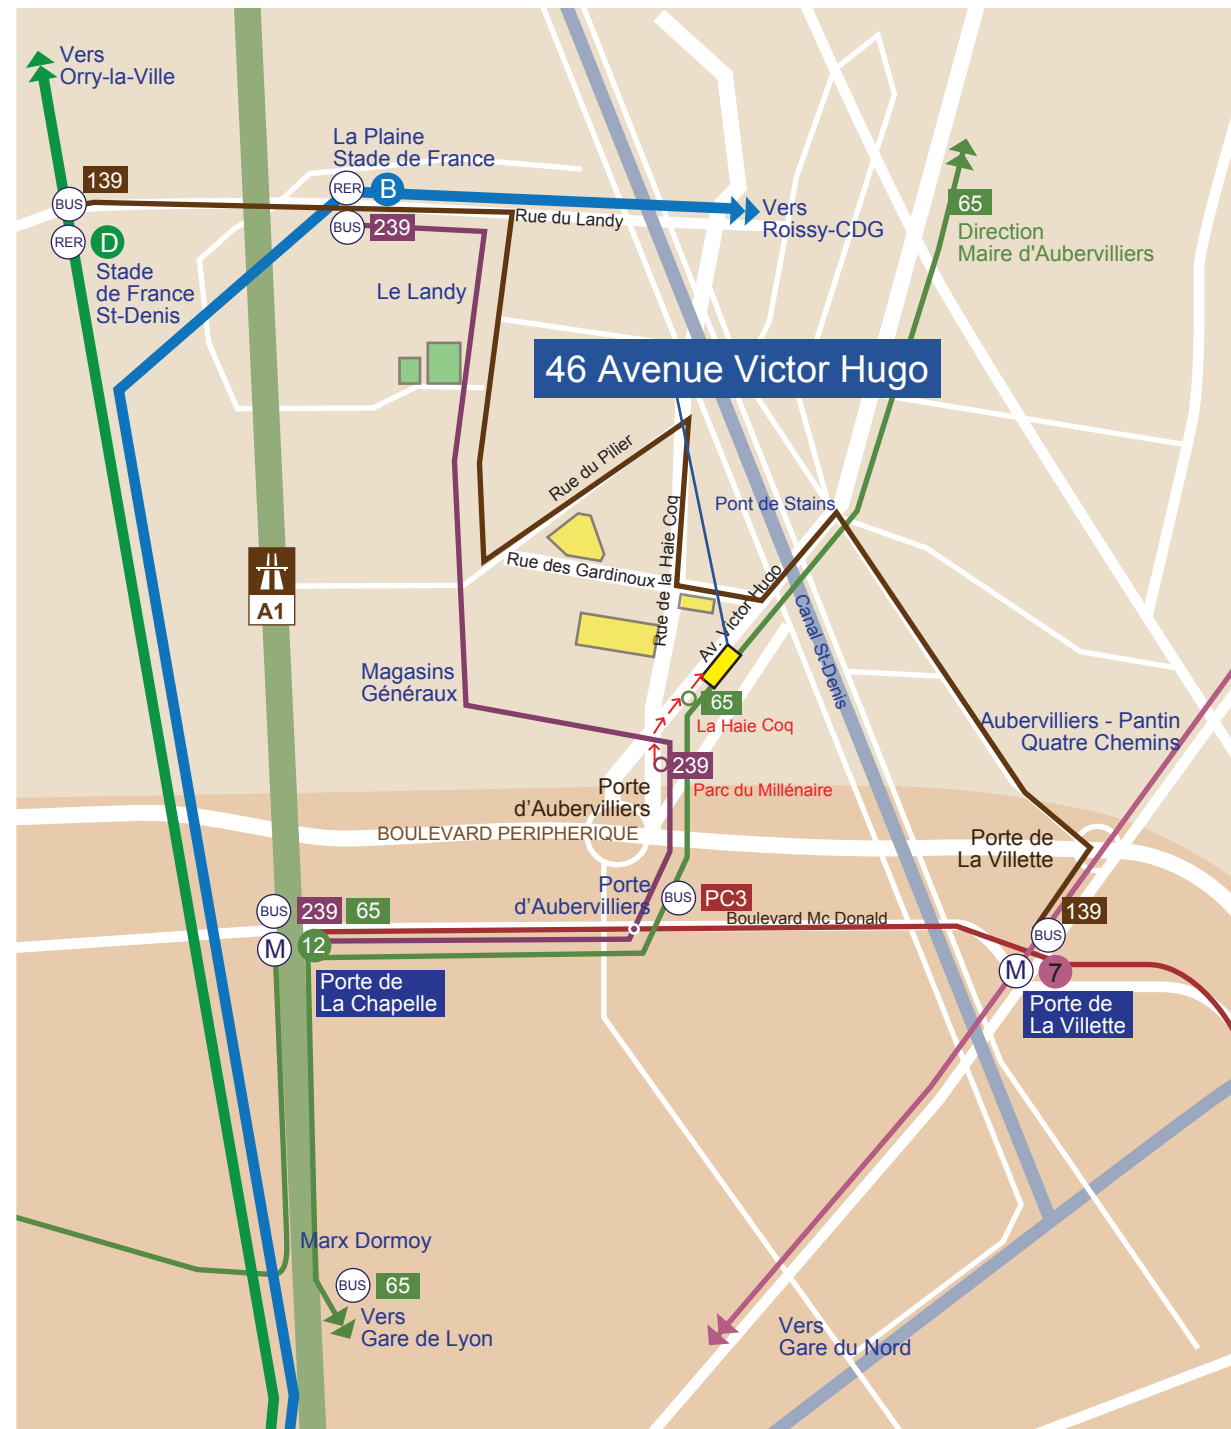 Vers
Orry-la-Ville
139
BUS
RER
D
Stade
de France
St-Denis
La Plaine
Stade de France
RER
B
BUS
239
Rue du Landy
Vers
Roissy-CDG
65
Direction
Maire d'Aubervilliers
Le Landy
46 Avenue Victor Hugo
Rue du Pilier
Rue de la Haie Coq
Pont de Stains
Rue des Gardinoux
Av. Victor Hugo
Canal St-Denis
A1
Magasins
Généraux
65
La Haie Coq
239
Parc du Millénaire
Aubervilliers - Pantin
Quatre Chemins
Porte
d’Aubervilliers
BOULEVARD PERIPHERIQUE
Porte de
La Villette
Porte
d’Aubervilliers
BUS
PC3
Boulevard Mc Donald
BUS
239
65
M
12
Porte de
La Chapelle
139
BUS
M
7
Porte de
La Villette
Marx Dormoy
BUS
65
Vers
Gare de Lyon
Vers
Gare du Nord